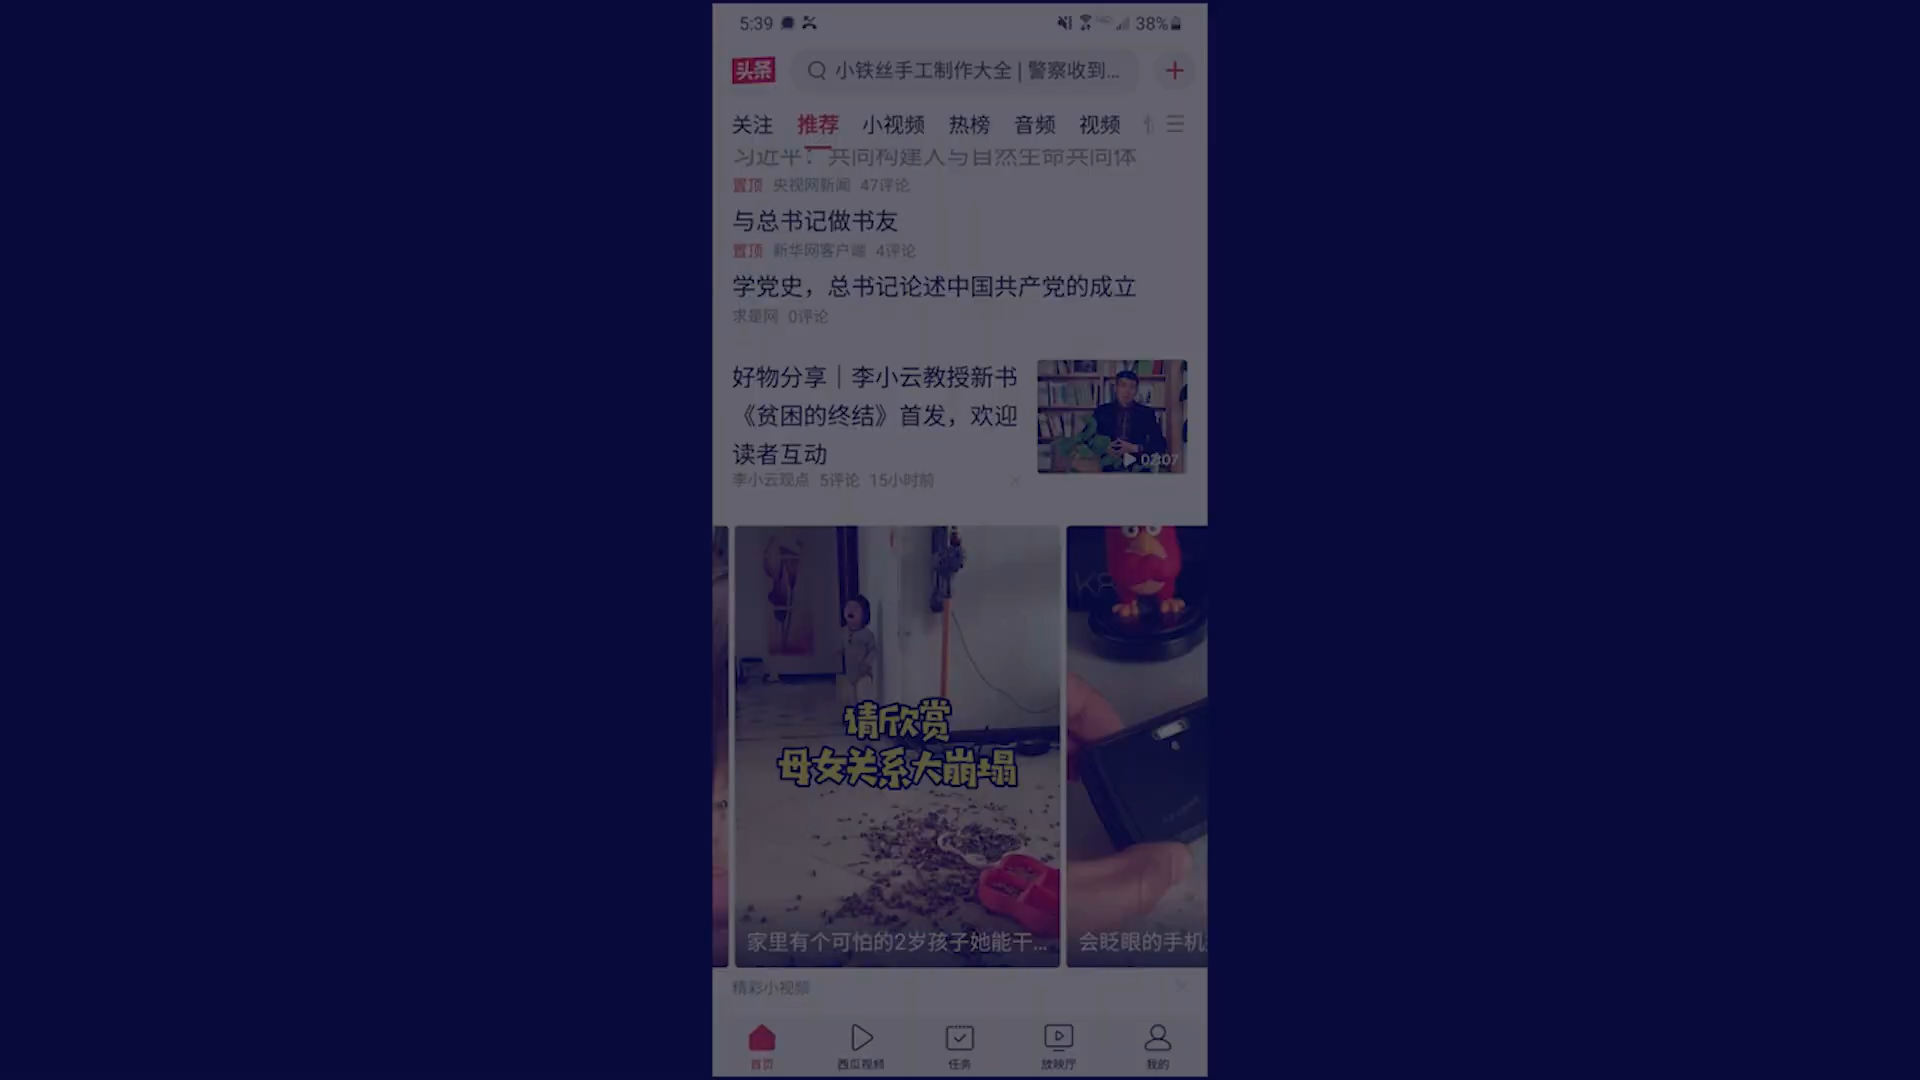 5:39
38%
头条
小铁丝手工制作大全 | 警察收到...
关注 推荐 小视频 热榜 音频 视频
习近平：共同构建人与自然生命共同体
置顶 央视网新闻 47评论
与总书记做书友
置顶 新华网客户端 4评论
学党史，总书记论述中国共产党的成立
求是网 0评论
好物分享｜李小云教授新书
《贫困的终结》首发，欢迎
读者互动
02:07
李小云观点 5评论 15小时前
请欣赏
母女关系大崩塌
家里有个可怕的2岁孩子她能干...
会眨眼的手机
精彩小视频
首页 西瓜视频 任务 放映厅 我的